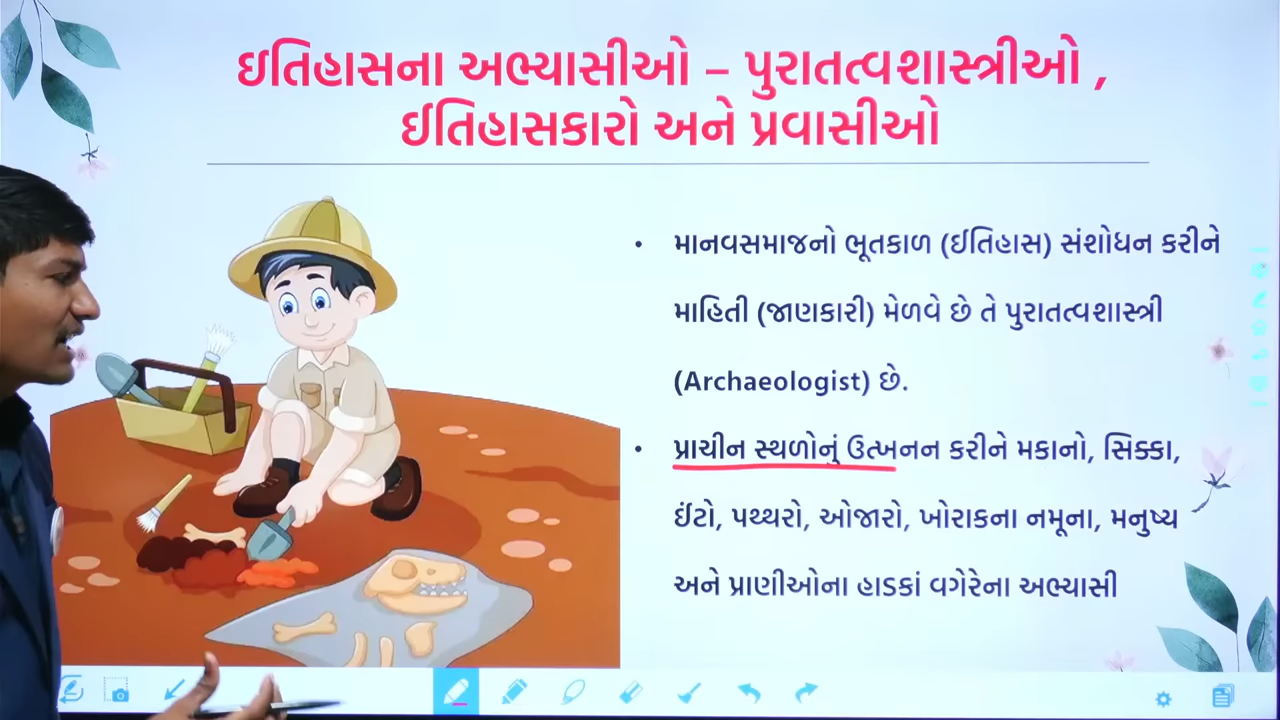 ઇતિહાસના અભ્યાસીઓ – પુરાતત્વશાસ્ત્રીઓ ,
ઈતિહાસકારો અને પ્રવાસીઓ
• માનવસમાજનો ભૂતકાળ (ઈતિહાસ) સંશોધન કરીને
માહિતી (જાણકારી) મેળવે છે તે પુરાતત્વશાસ્ત્રી
(Archaeologist) છે.
• પ્રાચીન સ્થળોનું ઉત્ખનન કરીને મકાનો, સિક્કા,
ઈંટો, પથ્થરો, ઓજારો, ખોરાકના નમૂના, મનુષ્ય
અને પ્રાણીઓના હાડકાં વગેરેના અભ્યાસી